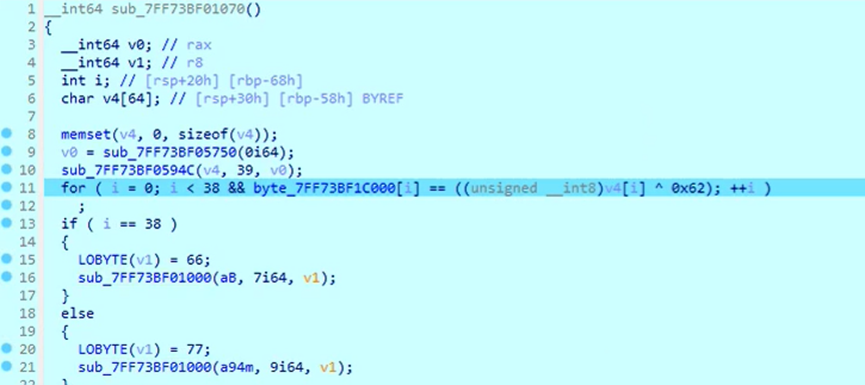 1 __int64 sub_7FF73BF01070()
2 {
3 __int64 v0; // rax
4 __int64 v1; // r8
5 int i; // [rsp+20h] [rbp-68h]
6 char v4[64]; // [rsp+30h] [rbp-58h] BYREF
7
8 memset(v4, 0, sizeof(v4));
9 v0 = sub_7FF73BF05750(0i64);
10 sub_7FF73BF0594C(v4, 39, v0);
11 for ( i = 0; i < 38 && byte_7FF73BF1C000[i] == ((unsigned __int8)v4[i] ^ 0x62); ++i )
12 ;
13 if ( i == 38 )
14 {
15 LOBYTE(v1) = 66;
16 sub_7FF73BF01000(aB, 7i64, v1);
17 }
18 else
19 {
20 LOBYTE(v1) = 77;
21 sub_7FF73BF01000(a94m, 9i64, v1);
22 }